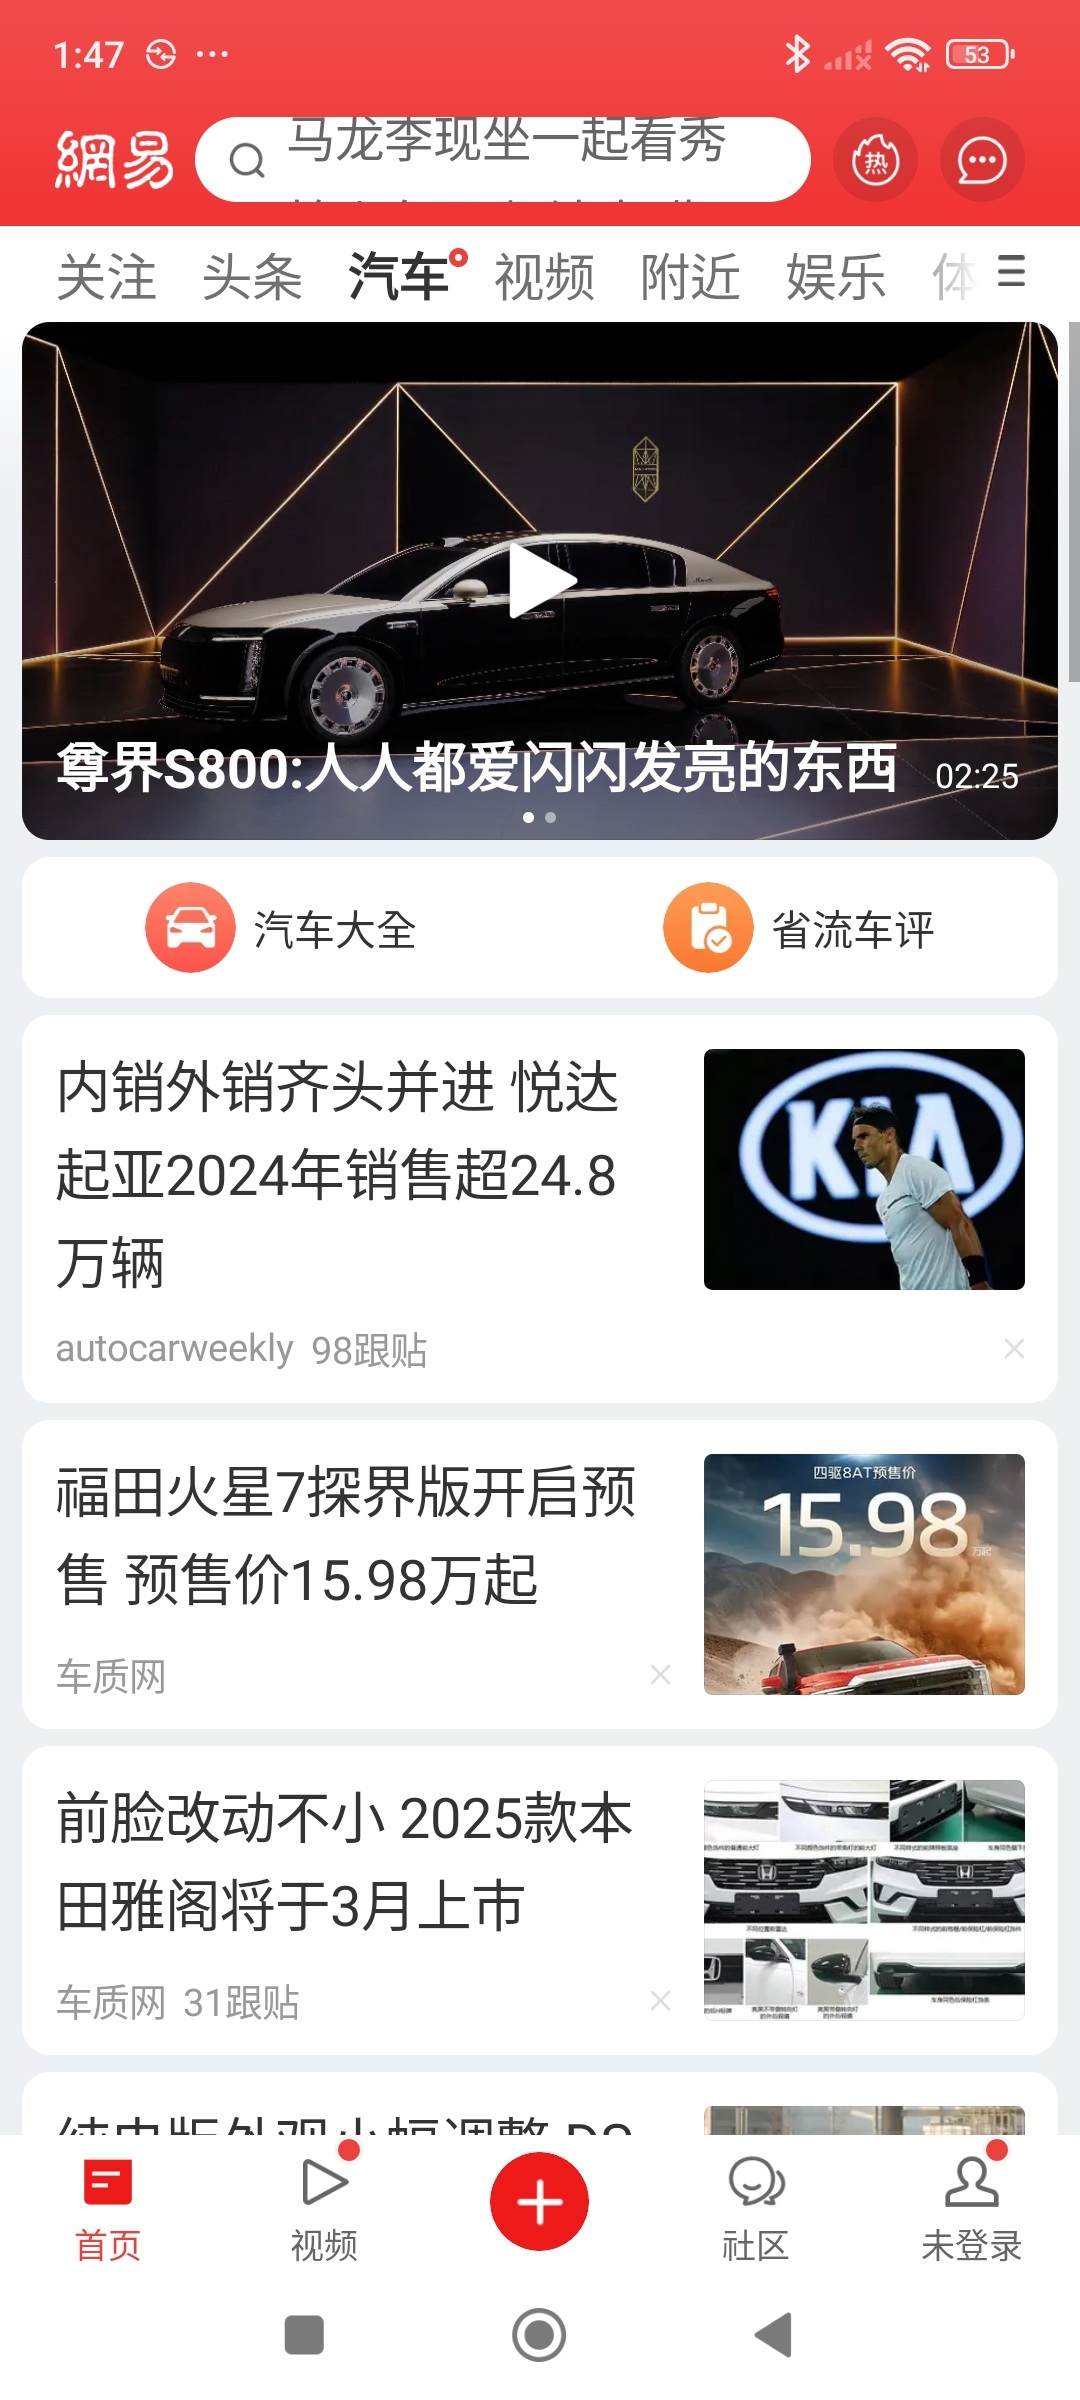 1:47
53
網易
马龙李现坐一起看秀
热
关注 头条 汽车 视频 附近 娱乐 体
尊界S800:人人都爱闪闪发亮的东西 02:25
汽车大全 省流车评
内销外销齐头并进 悦达
起亚2024年销售超24.8
万辆
KIA
autocarweekly 98跟贴
福田火星7探界版开启预
售 预售价15.98万起
四驱8AT预售价
15.98
万起
车质网
前脸改动不小 2025款本
田雅阁将于3月上市
车质网 31跟贴
首页 视频 社区 未登录